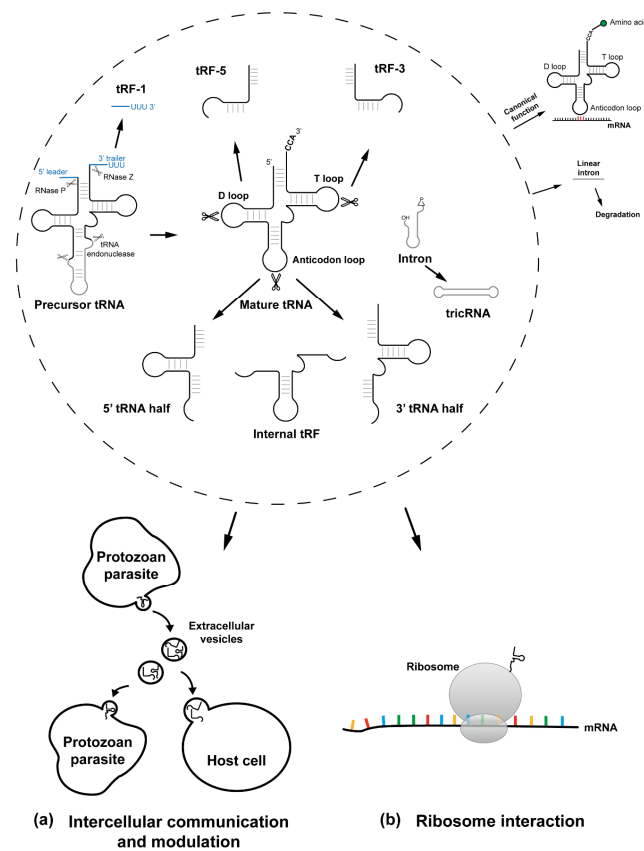 tRF-1
UUU 3'
tRF-5
tRF-3
Amino aci
CCA
D loop
T loop
Anticodon loop
mRNA
Canonical
function
5' leader
3' trailer
UUU
RNase P
RNase Z
tRNA
endonuclease
Precursor tRNA
5'
CCA 3'
D loop
T loop
Anticodon loop
Mature tRNA
OH
P
Intron
tricRNA
Linear
intron
Degradation
5' tRNA half
Internal tRF
3' tRNA half
Protozoan
parasite
Extracellular
vesicles
Protozoan
parasite
Host cell
Ribosome
mRNA
(a) Intercellular communication
and modulation
(b) Ribosome interaction